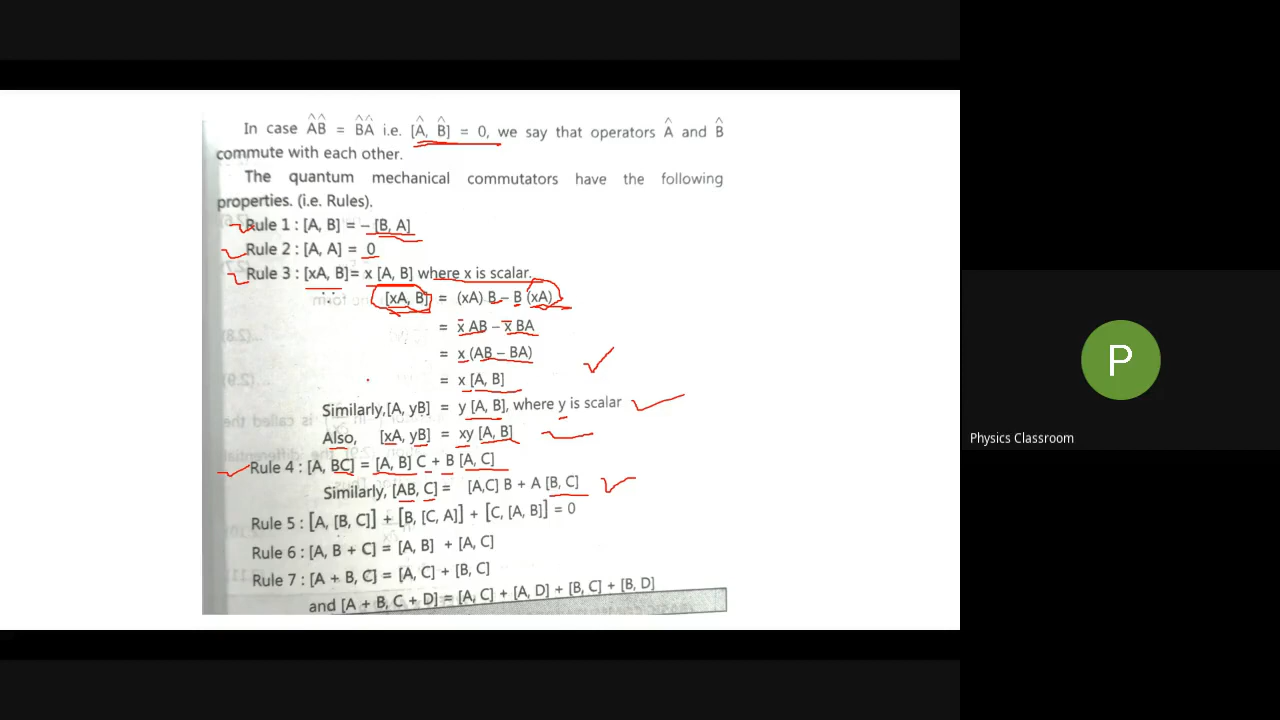 In case ÂB̂ = B̂Â i.e. [Â, B̂] = 0, we say that operators Â and B̂
commute with each other.
The quantum mechanical commutators have the following
properties. (i.e. Rules).
Rule 1 : [A, B] = – [B, A]
Rule 2 : [A, A] = 0
Rule 3 : [xA, B]= x [A, B] where x is scalar.
[xA, B] = (xA) B – B (xA)
= x AB – x BA
= x (AB – BA)
= x [A, B]
Similarly,[A, yB] = y [A, B], where y is scalar
Also, [xA, yB] = xy [A, B]
Rule 4 : [A, BC] = [A, B] C + B [A, C]
Similarly, [AB, C] = [A,C] B + A [B, C]
Rule 5 : [A, [B, C]] + [B, [C, A]] + [C, [A, B]] = 0
Rule 6 : [A, B + C] = [A, B] + [A, C]
Rule 7 : [A + B, C] = [A, C] + [B, C]
and [A + B, C + D] = [A, C] + [A, D] + [B, C] + [B, D]
P
Physics Classroom